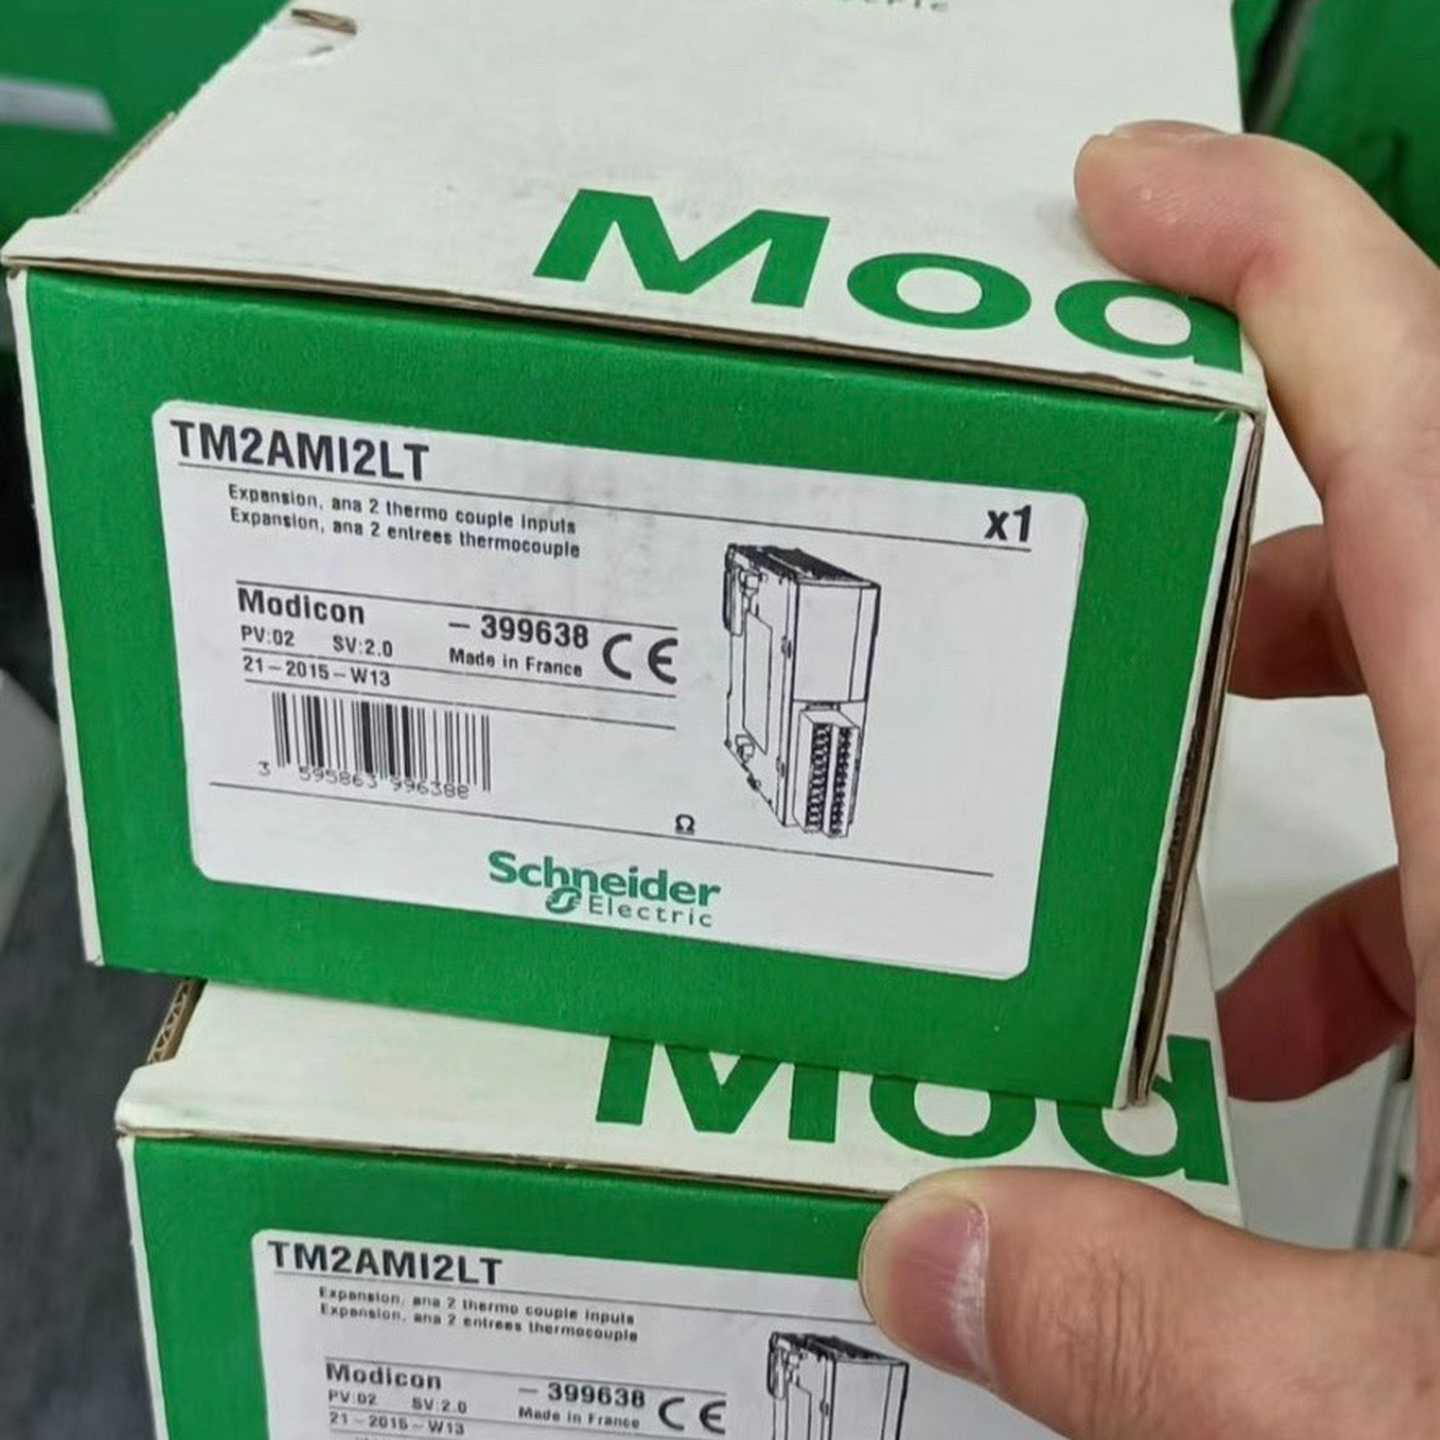 Mod
TM2AMI2LT
Expansion, ana 2 thermo couple inputs
Expansion, ana 2 entrees thermocouple
x1
Modicon
— 399638
PV:02 SV:2.0
Made in France
CE
21-2015-W13
3 595863 996388
Ω
Schneider
Electric
Mod
TM2AMI2LT
Expansion, ana 2 thermo couple inputs
Expansion, ana 2 entrees thermocouple
Modicon
— 399638
PV:02 SV:2.0
Made in France
CE
21-2015-W13